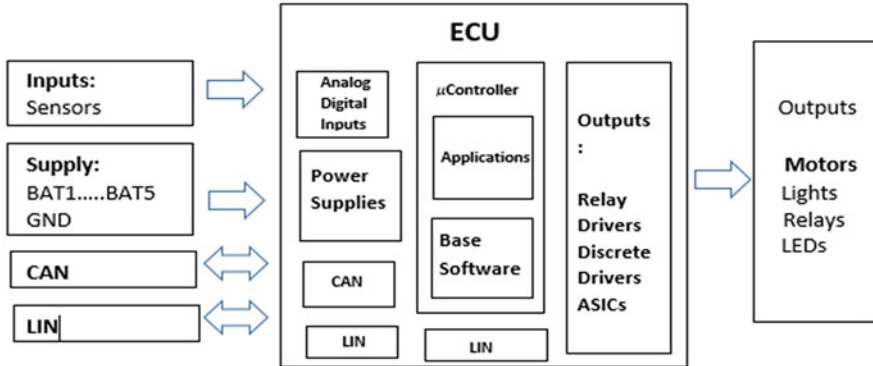 ECU
Inputs:
Sensors
Supply:
BAT1.....BAT5
GND
CAN
LIN
Analog
Digital
Inputs
Power
Supplies
CAN
LIN
μController
Applications
Base
Software
LIN
Outputs
:
Relay
Drivers
Discrete
Drivers
ASICs
Outputs
Motors
Lights
Relays
LEDs